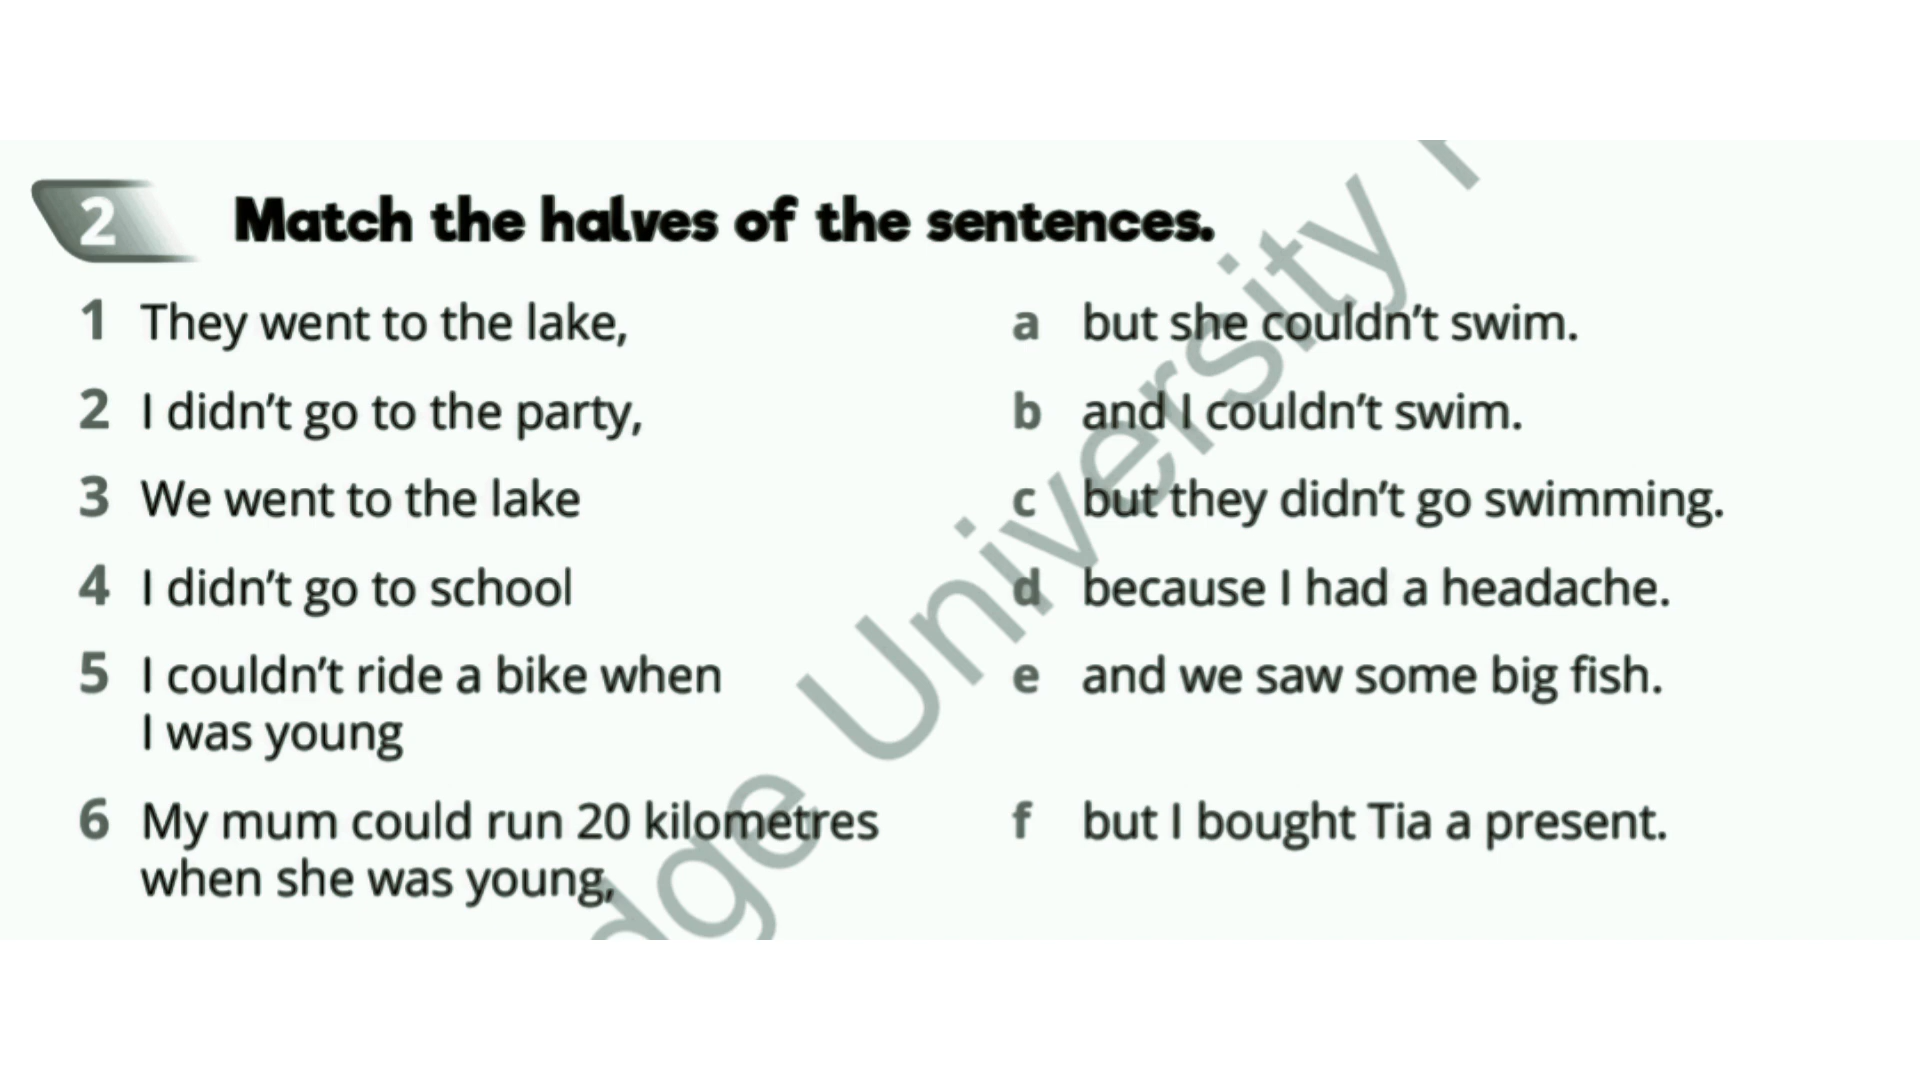 2 Match the halves of the sentences.
1 They went to the lake,
a but she couldn't swim.
2 I didn't go to the party,
b and I couldn't swim.
3 We went to the lake
c but they didn't go swimming.
4 I didn't go to school
d because I had a headache.
5 I couldn't ride a bike when
I was young
e and we saw some big fish.
6 My mum could run 20 kilometres
when she was young,
f but I bought Tia a present.
dge University